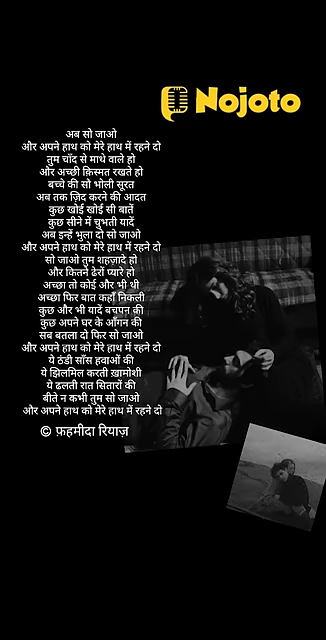 Nojoto
अब सो जाओ
और अपने हाथ को मेरे हाथ में रहने दो
तुम चाँद से माथे वाले हो
और अच्छी क़िस्मत रखते हो
बच्चे की सौ भोली सूरत
अब तक ज़िद करने की आदत
कुछ खोई खोई सी बातें
कुछ सीने में चुभती यादें
अब इन्हें भुला दो सो जाओ
और अपने हाथ को मेरे हाथ में रहने दो
सो जाओ तुम शहज़ादे हो
और कितने ढेरों प्यारे हो
अच्छा तो कोई और भी थी
अच्छा फिर बात कहाँ निकली
कुछ और भी यादें बचपन की
कुछ अपने घर के आँगन की
सब बतला दो फिर सो जाओ
और अपने हाथ को मेरे हाथ में रहने दो
ये ठंडी साँस हवाओं की
ये झिलमिल करती ख़ामोशी
ये ढलती रात सितारों की
बीते न कभी तुम सो जाओ
और अपने हाथ को मेरे हाथ में रहने दो
© फ़हमीदा रियाज़